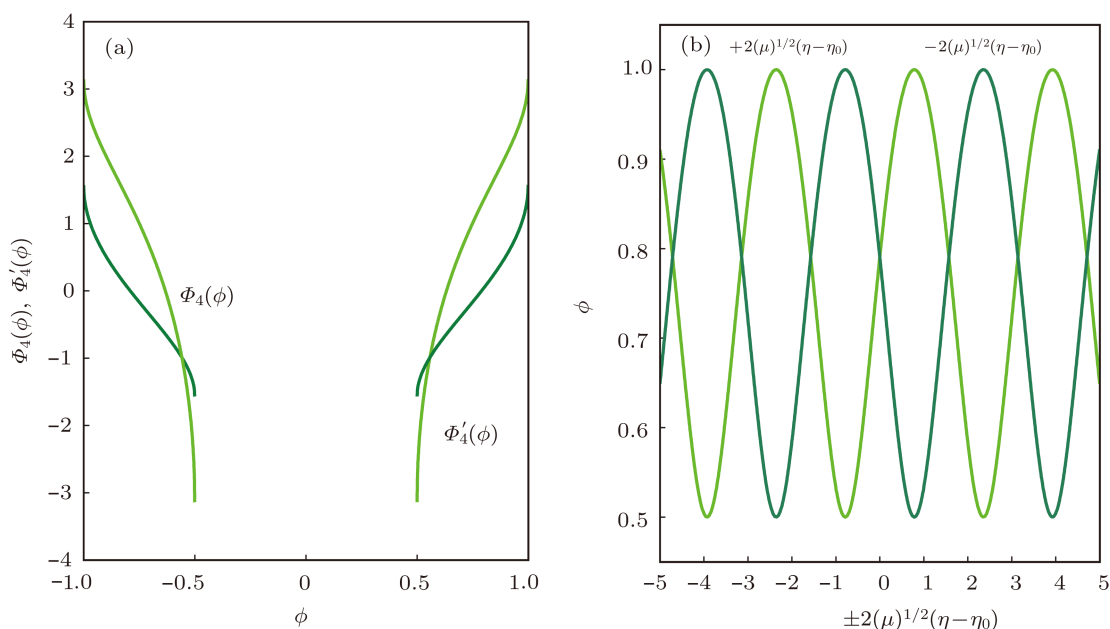 (a)
4
3
2
1
0
−1
−2
−3
−4
Φ₄(ϕ), Φ′₄(ϕ)
Φ₄(ϕ)
Φ′₄(ϕ)
−1.0 −0.5 0 0.5 1.0
ϕ
(b)
+2(μ)^{1/2}(η−η₀) −2(μ)^{1/2}(η−η₀)
1.0
0.9
0.8
0.7
0.6
0.5
ϕ
−5 −4 −3 −2 −1 0 1 2 3 4 5
±2(μ)^{1/2}(η−η₀)